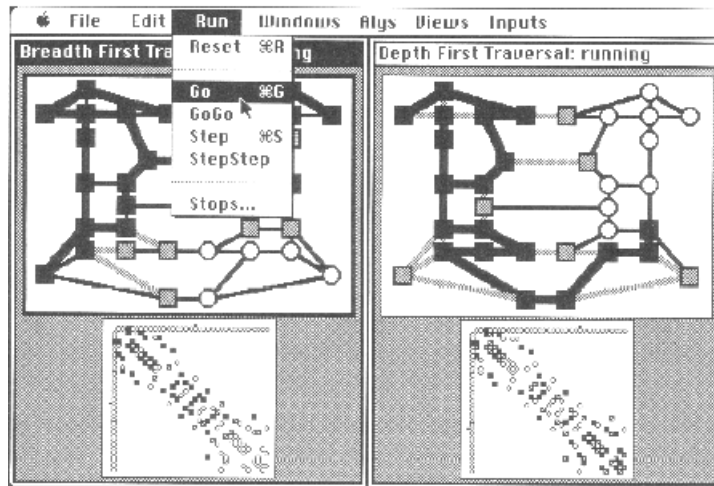 File Edit Run Windows Alys Views Inputs
Breadth First Tra ng
Depth First Traversal: running
Reset ⌘R
Go ⌘G
GoGo
Step ⌘S
StepStep
Stops...